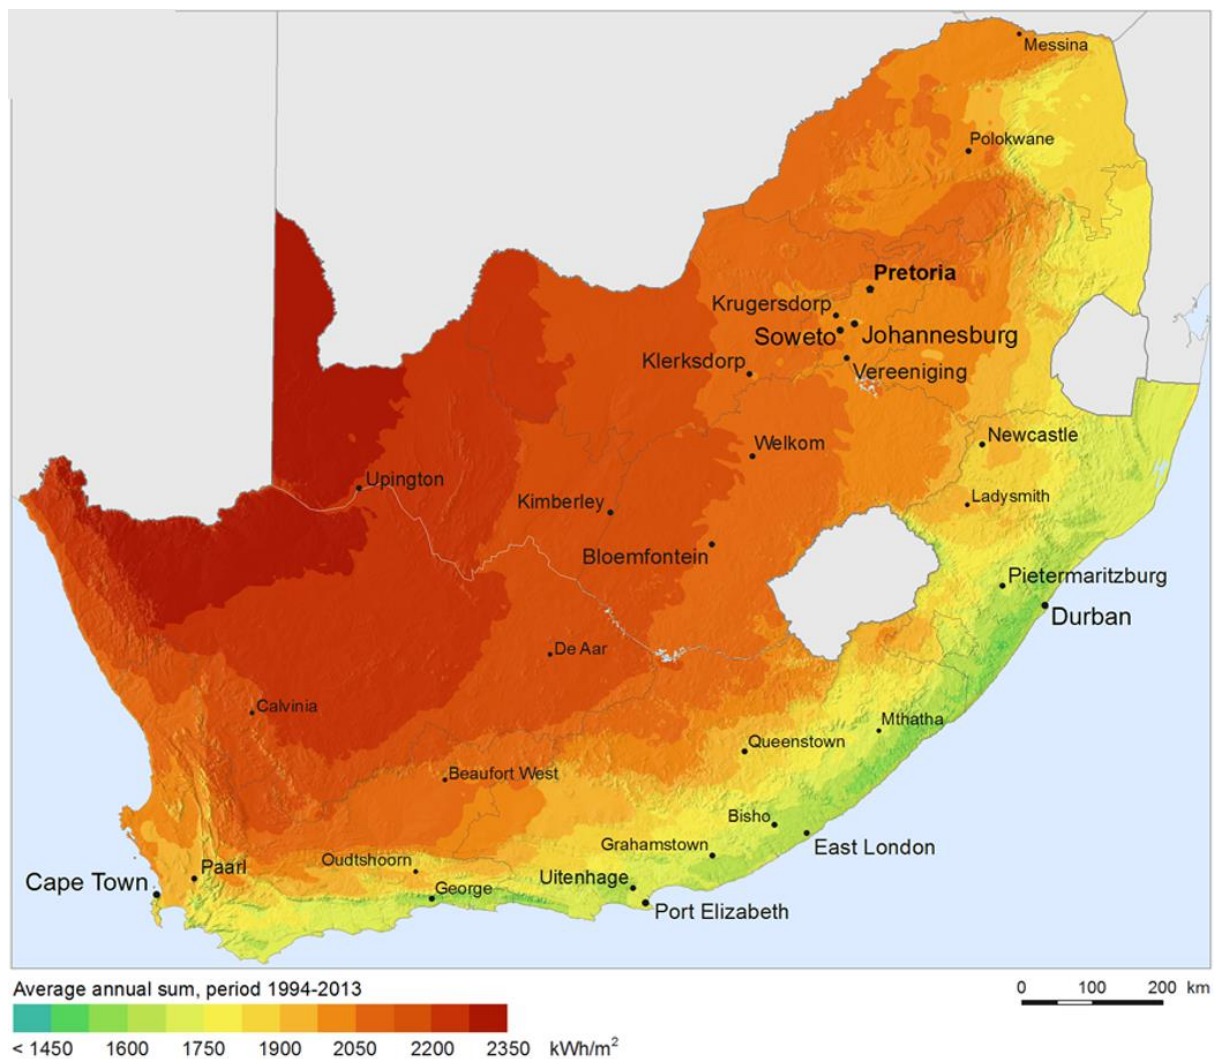 Messina
Polokwane
Pretoria
Krugersdorp
Soweto
Johannesburg
Klerksdorp
Vereeniging
Newcastle
Welkom
Upington
Ladysmith
Kimberley
Bloemfontein
Pietermaritzburg
Durban
De Aar
Calvinia
Mthatha
Queenstown
Beaufort West
Bisho
Grahamstown
East London
Oudtshoorn
Paarl
Cape Town
Uitenhage
George
Port Elizabeth
Average annual sum, period 1994-2013
0 100 200 km
< 1450 1600 1750 1900 2050 2200 2350 kWh/m²